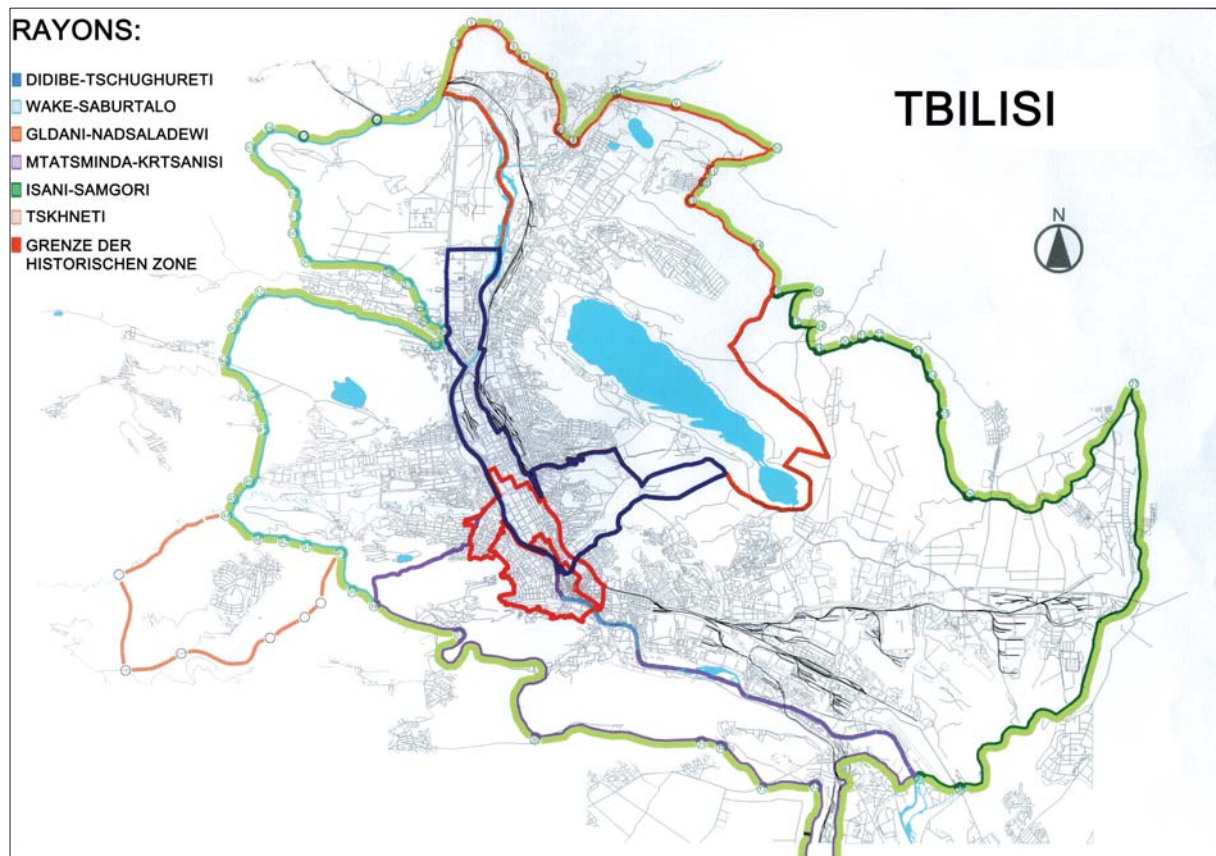 RAYONS:
DIDIBE-TSCHUGHURETI
WAKE-SABURTALO
GLDANI-NADSALADEWI
MTATSMINDA-KRTSANISI
ISANI-SAMGORI
TSKHNETI
GRENZE DER
HISTORISCHEN ZONE
TBILISI
N